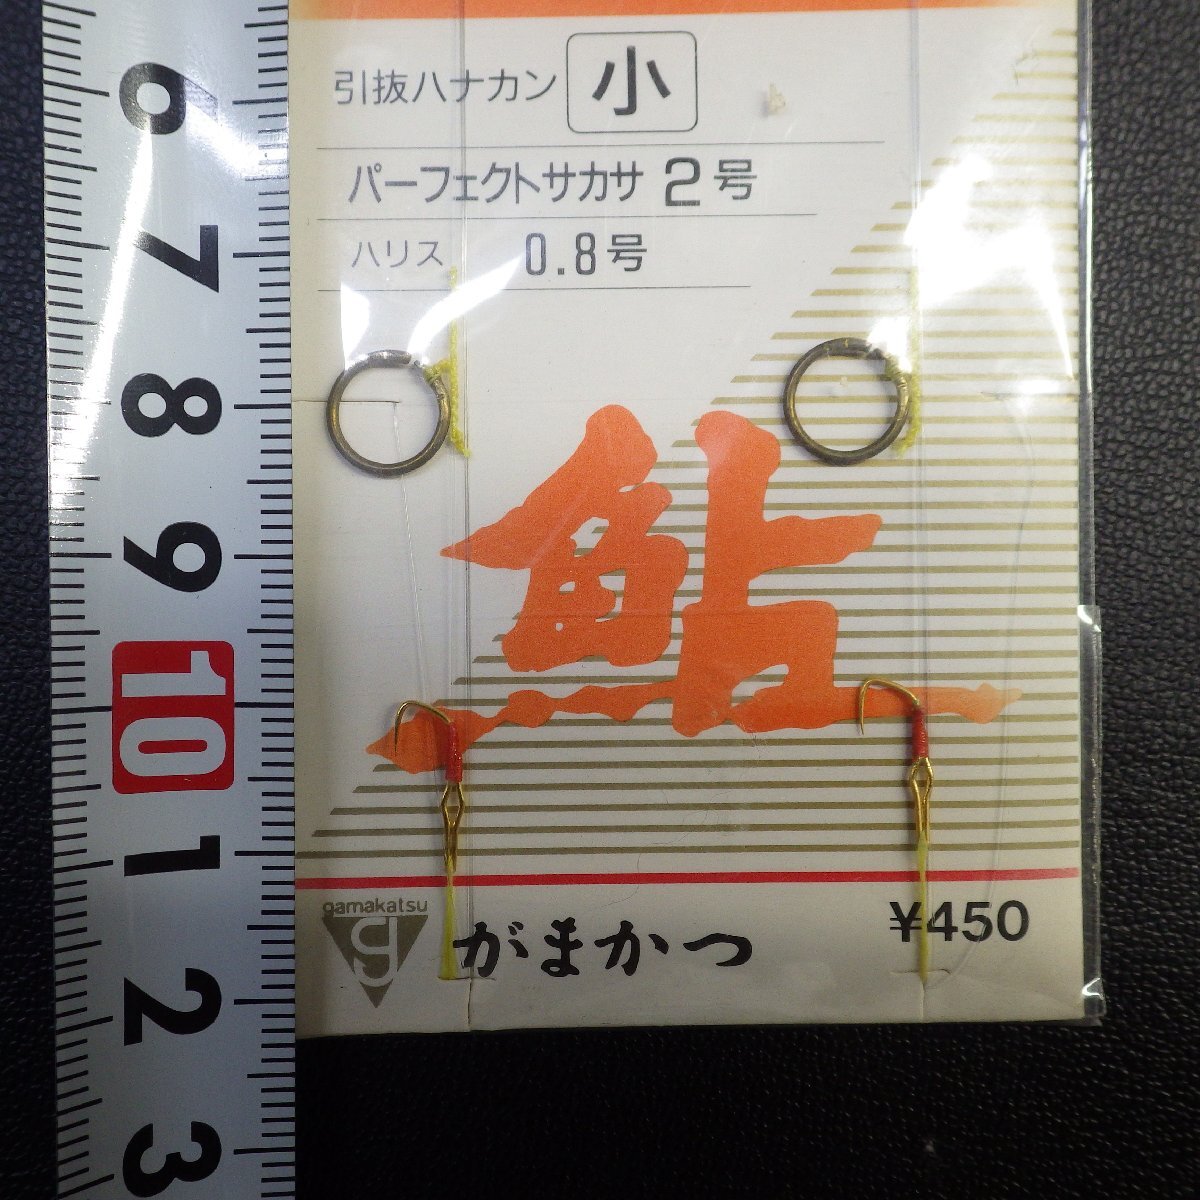 引抜ハナカン 小
パーフェクトサカサ 2号
ハリス 0.8号
鮎
gamakatsu
g
がまかつ
¥450
6
7
8
9
10
1
2
3